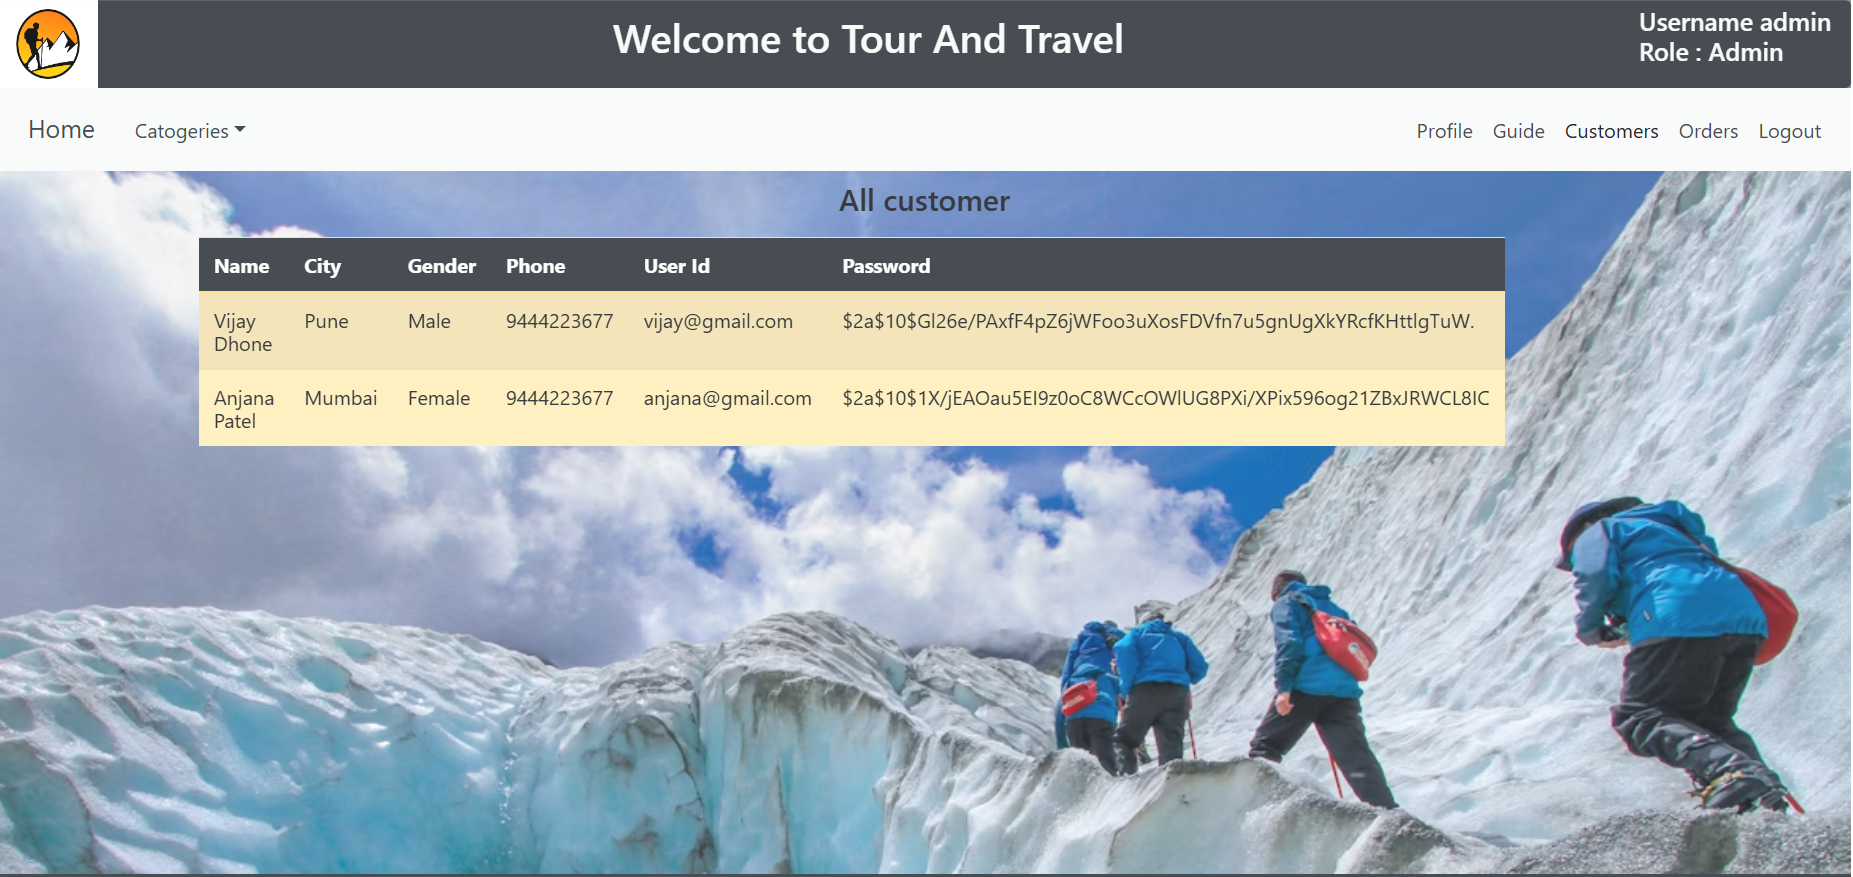 Welcome to Tour And Travel
Username admin
Role : Admin
Home Catogeries Profile Guide Customers Orders Logout
All customer
Name City Gender Phone User Id Password
Vijay Dhone Pune Male 9444223677 vijay@gmail.com $2a$10$Gl26e/PAxfF4pZ6jWFoo3uXosFDVfn7u5gnUgXkYRcfKHttlgTuW.
Anjana Patel Mumbai Female 9444223677 anjana@gmail.com $2a$10$1X/jEAOau5EI9z0oC8WCcOWlUG8PXi/XPix596og21ZBxJRWCL8IC